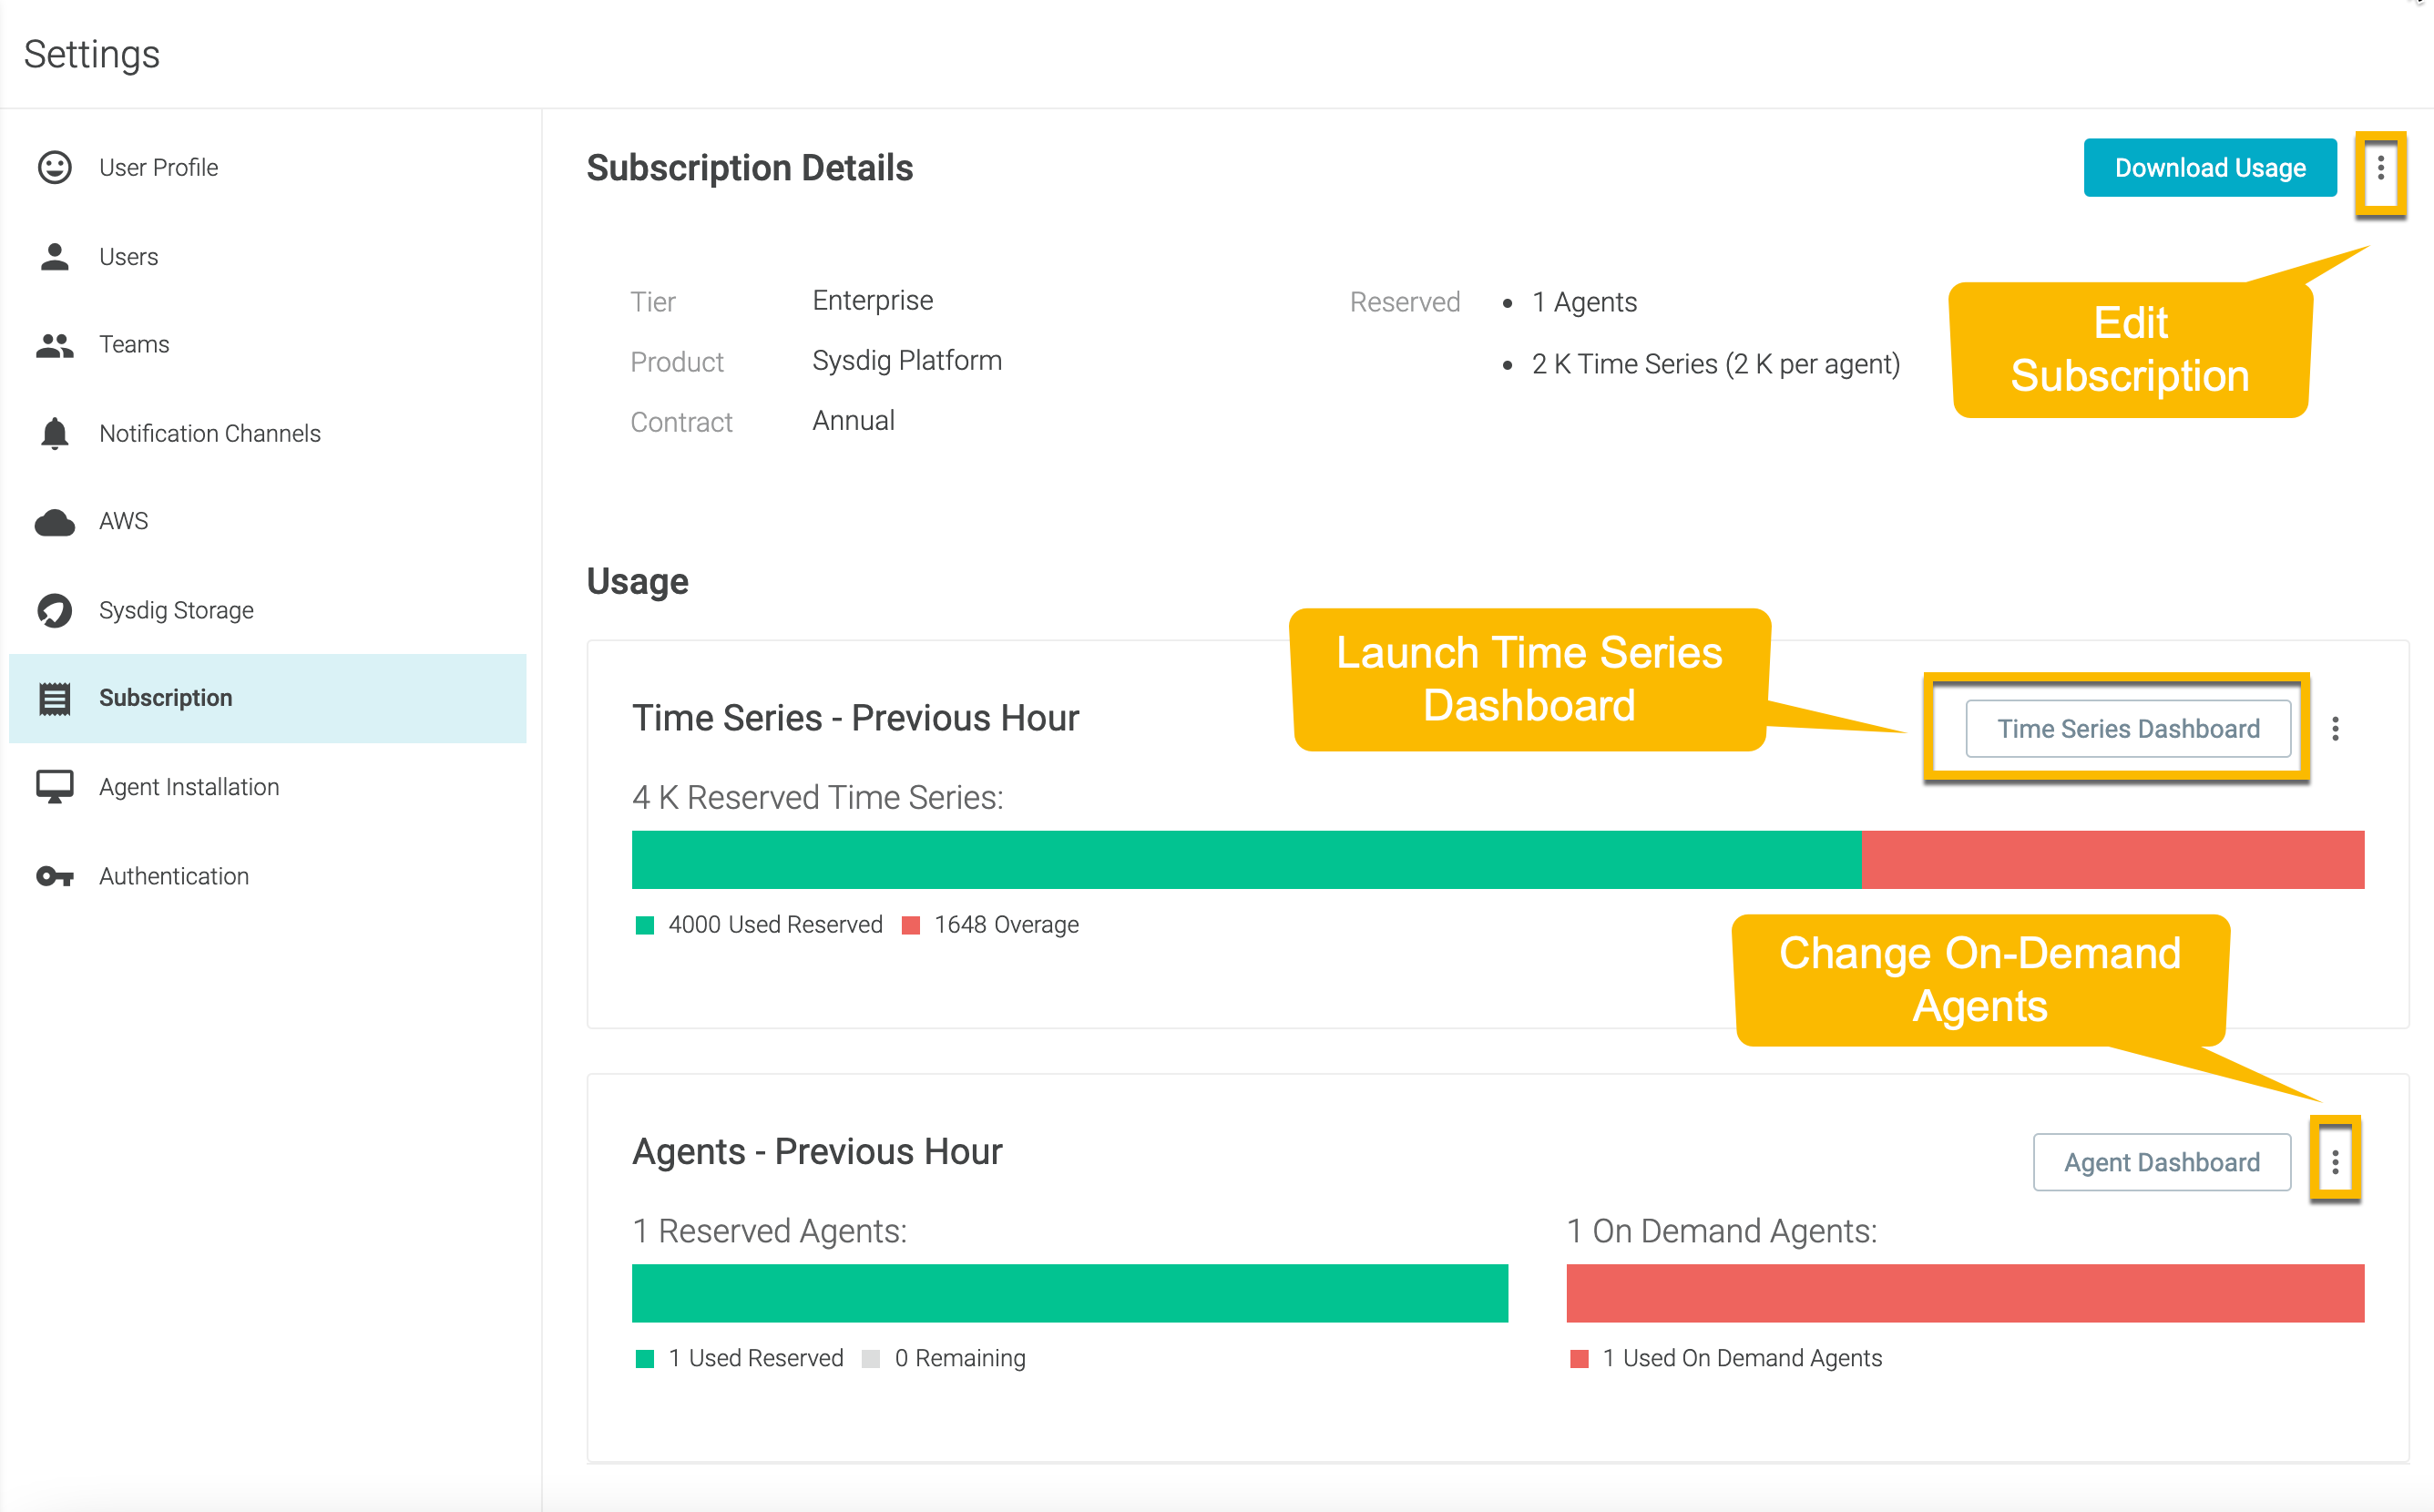 Settings
User Profile
Users
Teams
Notification Channels
AWS
Sysdig Storage
Subscription
Agent Installation
Authentication
Subscription Details
Download Usage
Tier Enterprise
Product Sysdig Platform
Contract Annual
Reserved • 1 Agents
• 2 K Time Series (2 K per agent)
Edit
Subscription
Usage
Launch Time Series
Dashboard
Time Series - Previous Hour
Time Series Dashboard
4 K Reserved Time Series:
4000 Used Reserved 1648 Overage
Change On-Demand
Agents
Agents - Previous Hour
Agent Dashboard
1 Reserved Agents:
1 Used Reserved 0 Remaining
1 On Demand Agents:
1 Used On Demand Agents